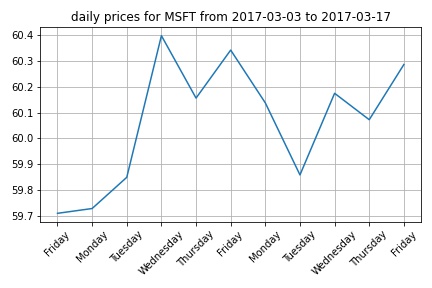 daily prices for MSFT from 2017-03-03 to 2017-03-17
60.4
60.3
60.2
60.1
60.0
59.9
59.8
59.7
Friday
Monday
Tuesday
Wednesday
Thursday
Friday
Monday
Tuesday
Wednesday
Thursday
Friday